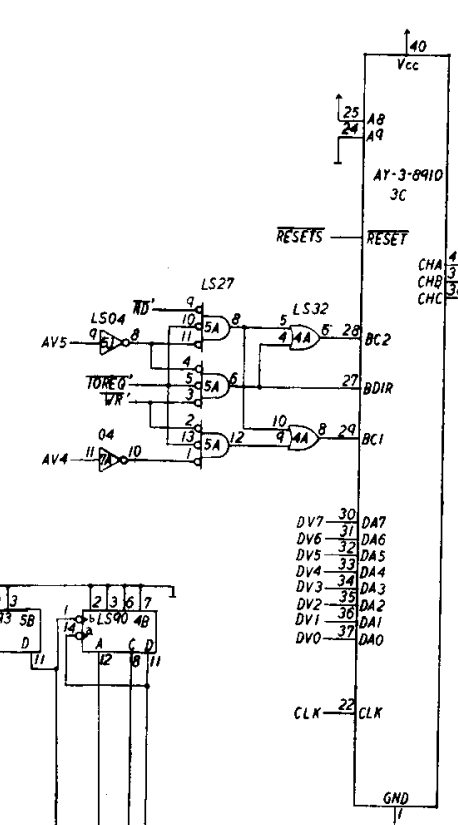 40
Vcc
25 A8
24 A9
AY-3-8910
3C
RESETS RESET
CHA 4
CHB 3
CHC 3
LS27
RD' 9
LS04 10 5A 8 5 LS32
AV5 9 8 11 4 4A 6 28 BC2
4
IOREQ' 5 5A 6 27 BDIR
WR' 3
2 10
04 13 5A 12 9 4A 8 29 BC1
AV4 11 7A 10 1
DV7 30 DA7
DV6 31 DA6
DV5 32 DA5
DV4 33 DA4
DV3 34 DA3
DV2 35 DA2
DV1 36 DA1
DV0 37 DA0
3 2 3 6 7
93 5B 1 b LS90 4B
14 a
D A C D
11 12 8 11
CLK 22 CLK
GND
1